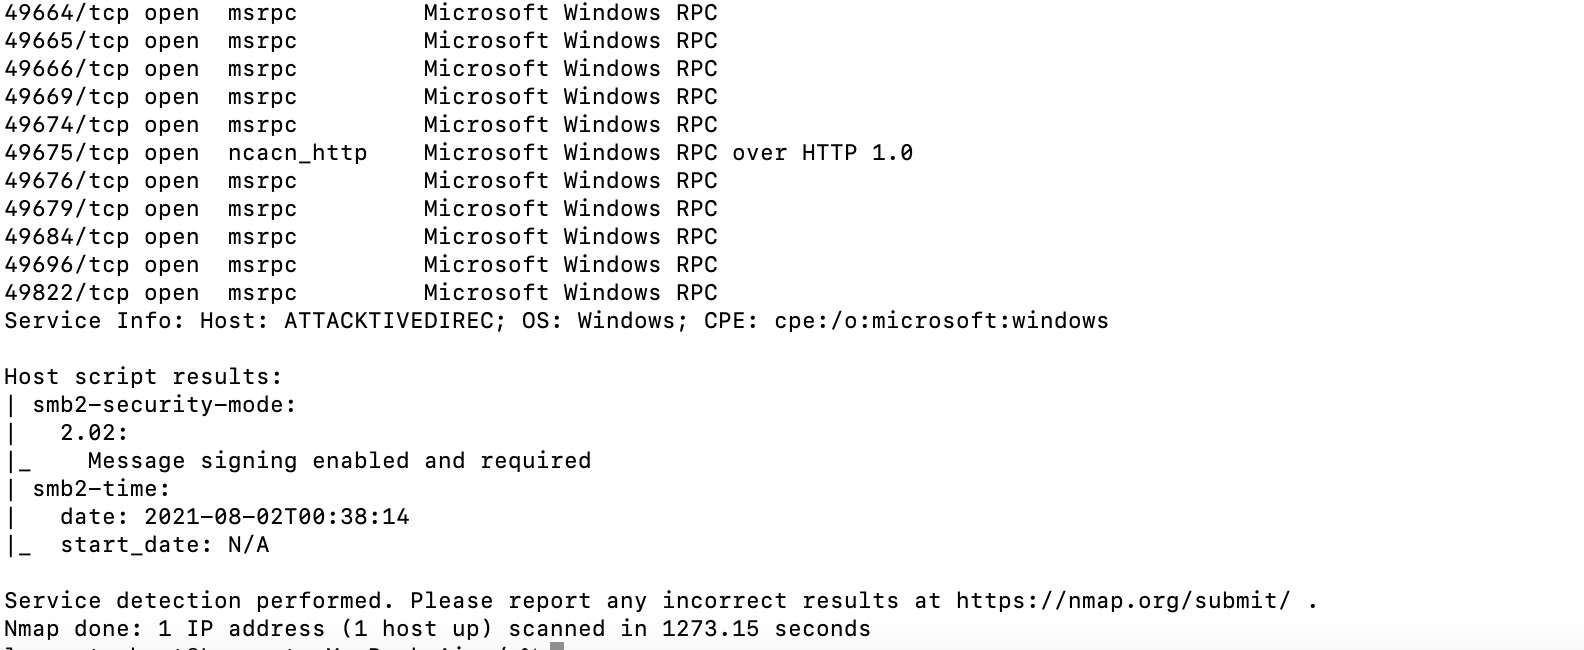 49664/tcp open  msrpc         Microsoft Windows RPC
49665/tcp open  msrpc         Microsoft Windows RPC
49666/tcp open  msrpc         Microsoft Windows RPC
49669/tcp open  msrpc         Microsoft Windows RPC
49674/tcp open  msrpc         Microsoft Windows RPC
49675/tcp open  ncacn_http    Microsoft Windows RPC over HTTP 1.0
49676/tcp open  msrpc         Microsoft Windows RPC
49679/tcp open  msrpc         Microsoft Windows RPC
49684/tcp open  msrpc         Microsoft Windows RPC
49696/tcp open  msrpc         Microsoft Windows RPC
49822/tcp open  msrpc         Microsoft Windows RPC
Service Info: Host: ATTACKTIVEDIREC; OS: Windows; CPE: cpe:/o:microsoft:windows
Host script results:
| smb2-security-mode:
|   2.02:
|_    Message signing enabled and required
| smb2-time:
|   date: 2021-08-02T00:38:14
|_  start_date: N/A
Service detection performed. Please report any incorrect results at https://nmap.org/submit/ .
Nmap done: 1 IP address (1 host up) scanned in 1273.15 seconds